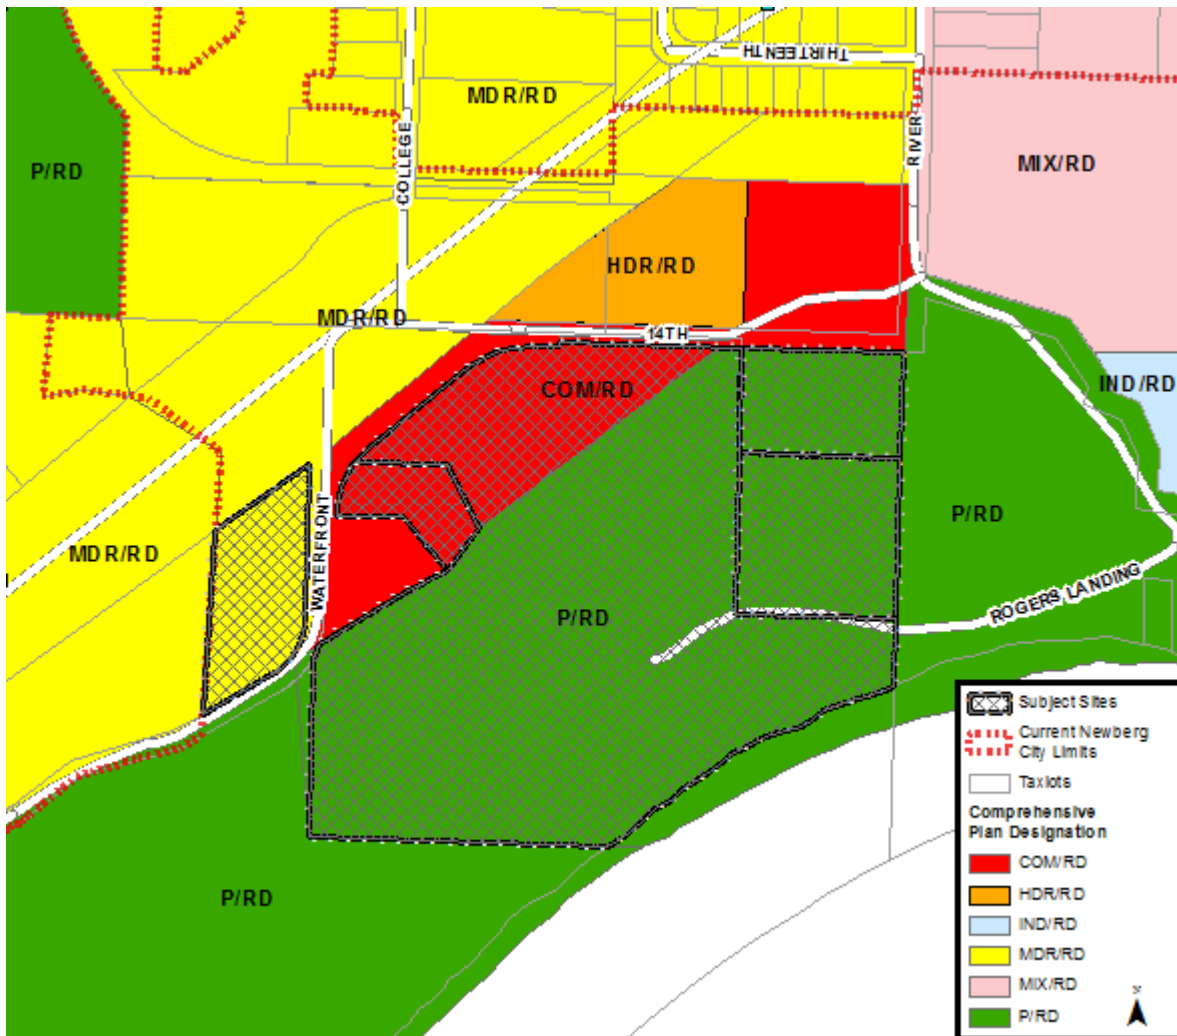 THIRTEENTH
MDR/RD
COLLEGE
RIVER
P/RD
MIX/RD
HDR/RD
MDR/RD
14TH
COM/RD
IND/RD
WATERFRONT
P/RD
MDR/RD
P/RD
ROGERS LANDING
P/RD
Subject Sites
Current Newberg
City Limits
Taxlots
Comprehensive
Plan Designation
COM/RD
HDR/RD
IND/RD
MDR/RD
MIX/RD
P/RD